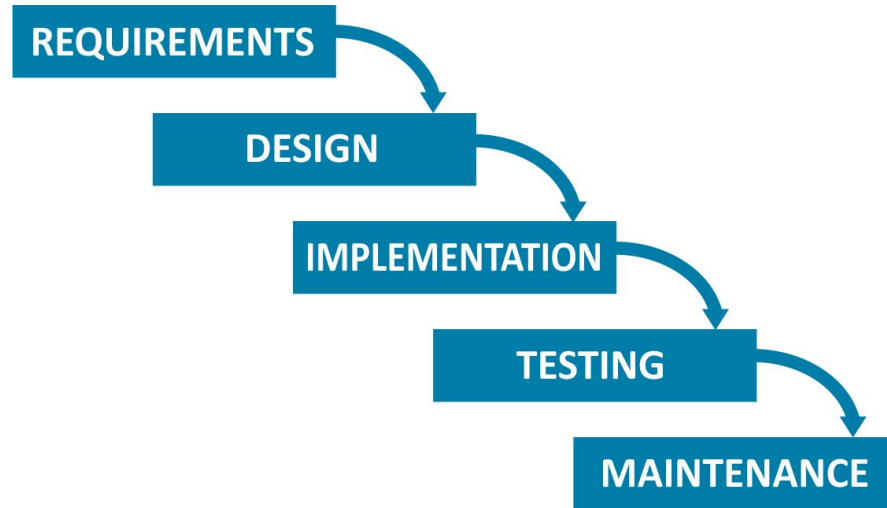 REQUIREMENTS
DESIGN
IMPLEMENTATION
TESTING
MAINTENANCE